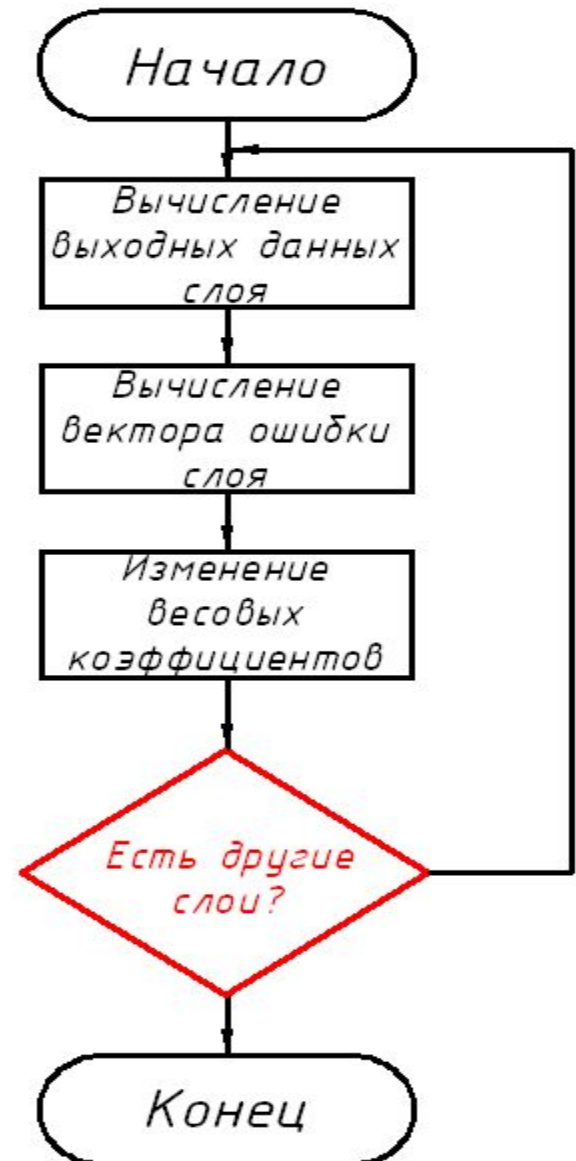 Начало
Вычисление
выходных данных
слоя
Вычисление
вектора ошибки
слоя
Изменение
весовых
коэффициентов
Есть другие
слои?
Конец